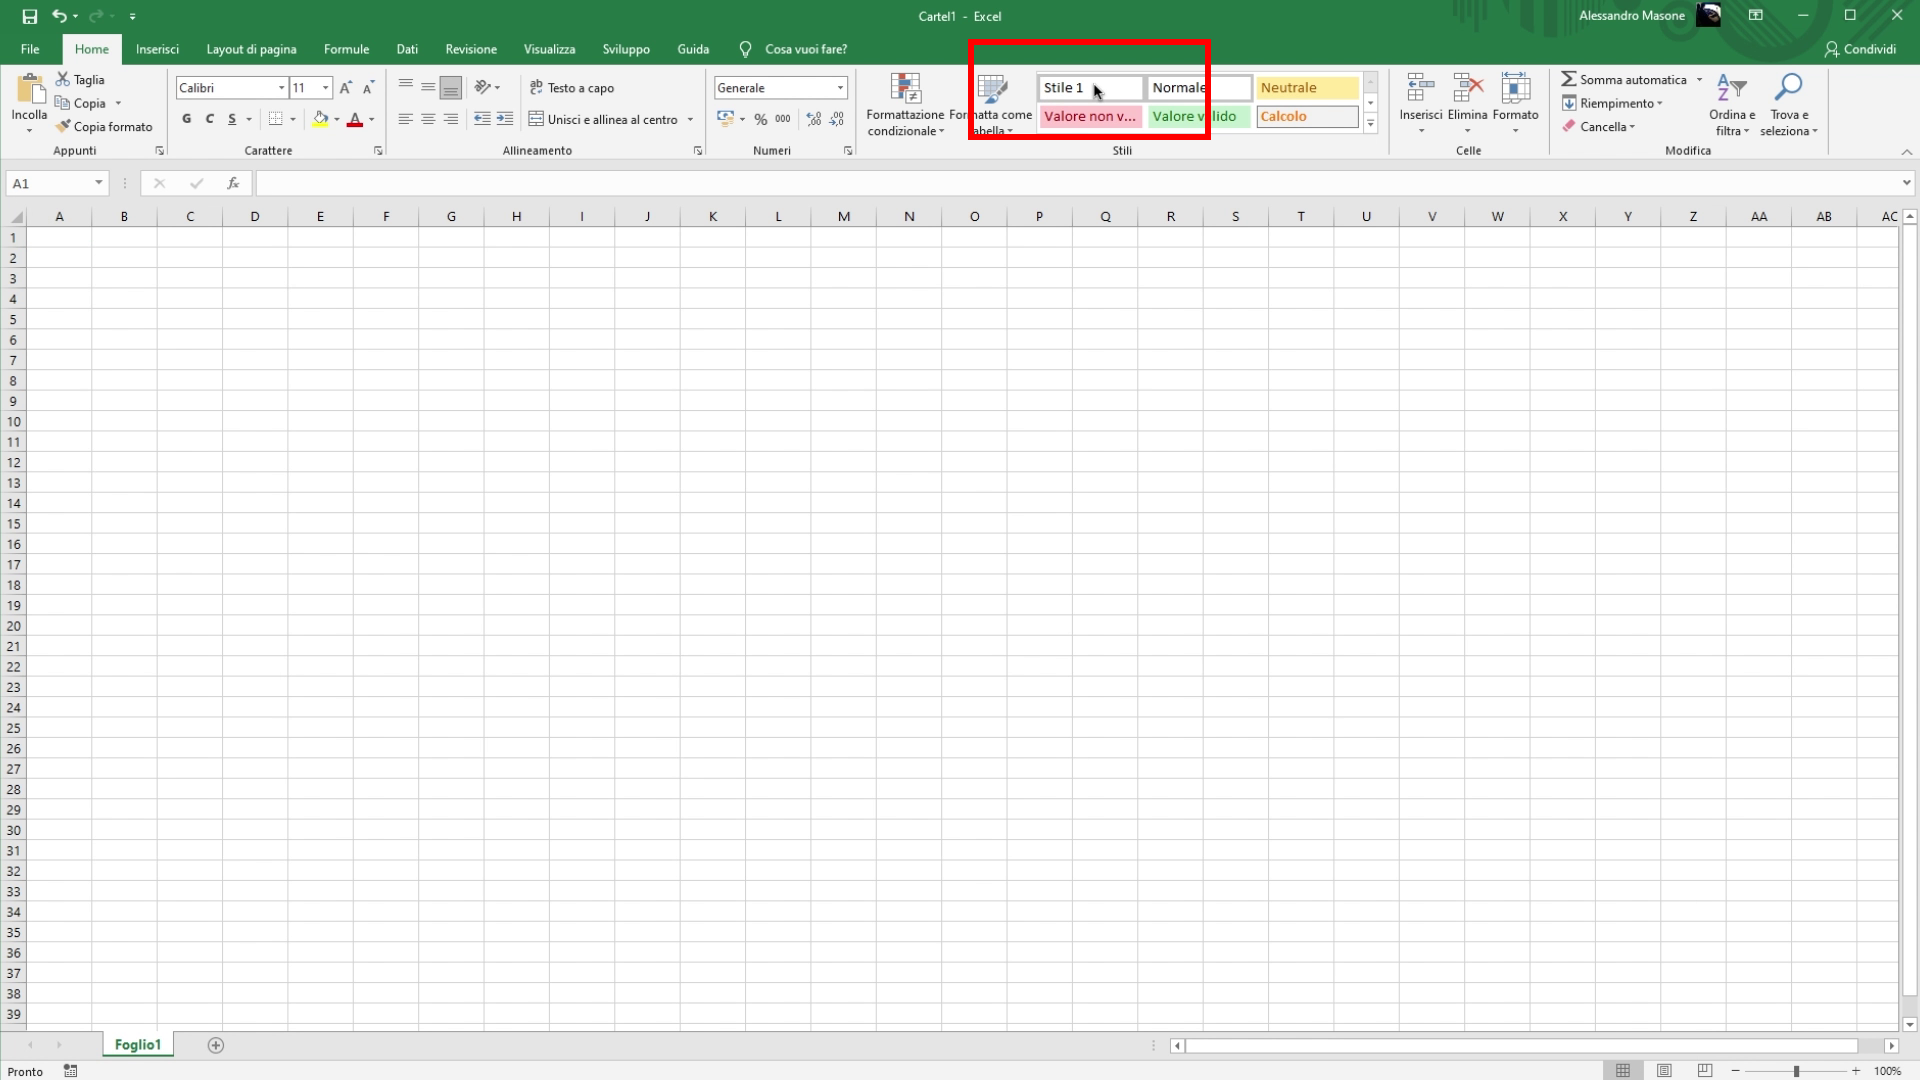 Cartel1 - Excel
Alessandro Masone
File Home Inserisci Layout di pagina Formule Dati Revisione Visualizza Sviluppo Guida Cosa vuoi fare? Condividi
Incolla
Taglia
Copia
Copia formato
Appunti
Calibri 11
G C S
A
Carattere
Testo a capo
Unisci e allinea al centro
Allineamento
Generale
% 000
Numeri
Formattazione condizionale
Formatta come
Stile 1 Normale Neutrale
Valore non v... Valore valido Calcolo
Stili
Inserisci Elimina Formato
Celle
Somma automatica
Riempimento
Cancella
Ordina e filtra
Trova e seleziona
Modifica
A1
fx
A B C D E F G H I J K L M N O P Q R S T U V W X Y Z AA AB AC
1
2
3
4
5
6
7
8
9
10
11
12
13
14
15
16
17
18
19
20
21
22
23
24
25
26
27
28
29
30
31
32
33
34
35
36
37
38
39
Foglio1
Pronto
100%